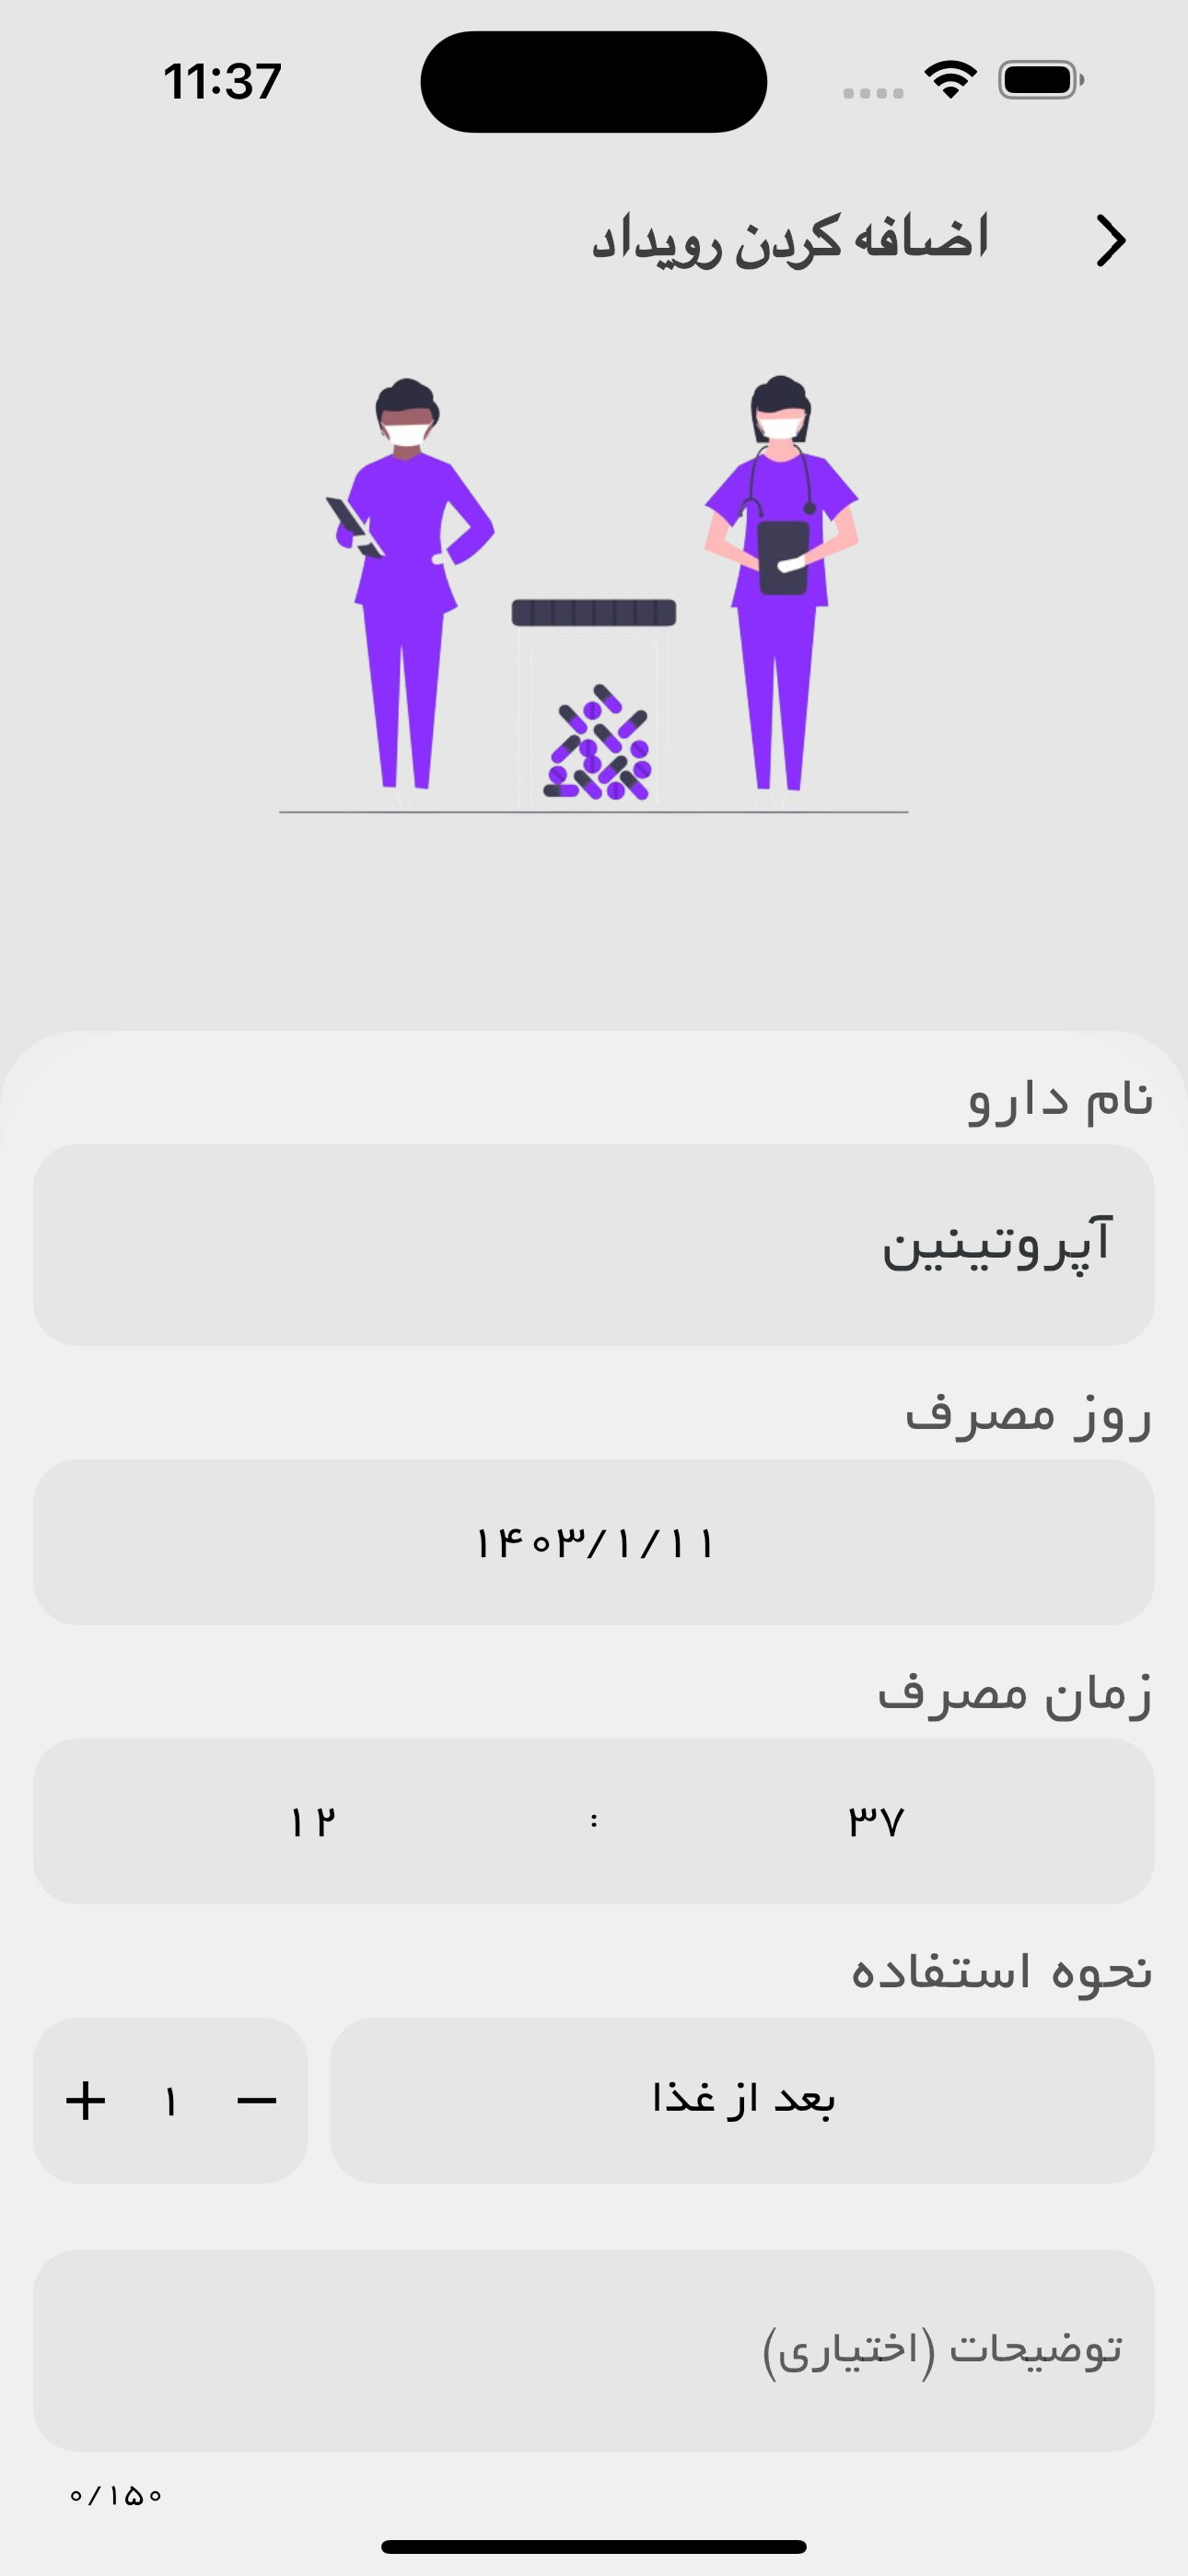 11:37
اضافه کردن رویداد
نام دارو
آپروتینین
روز مصرف
۱۴۰۳/۱/۱۱
زمان مصرف
۱۲ : ۳۷
نحوه استفاده
بعد از غذا
− ۱ +
توضیحات (اختیاری)
۰/۱۵۰